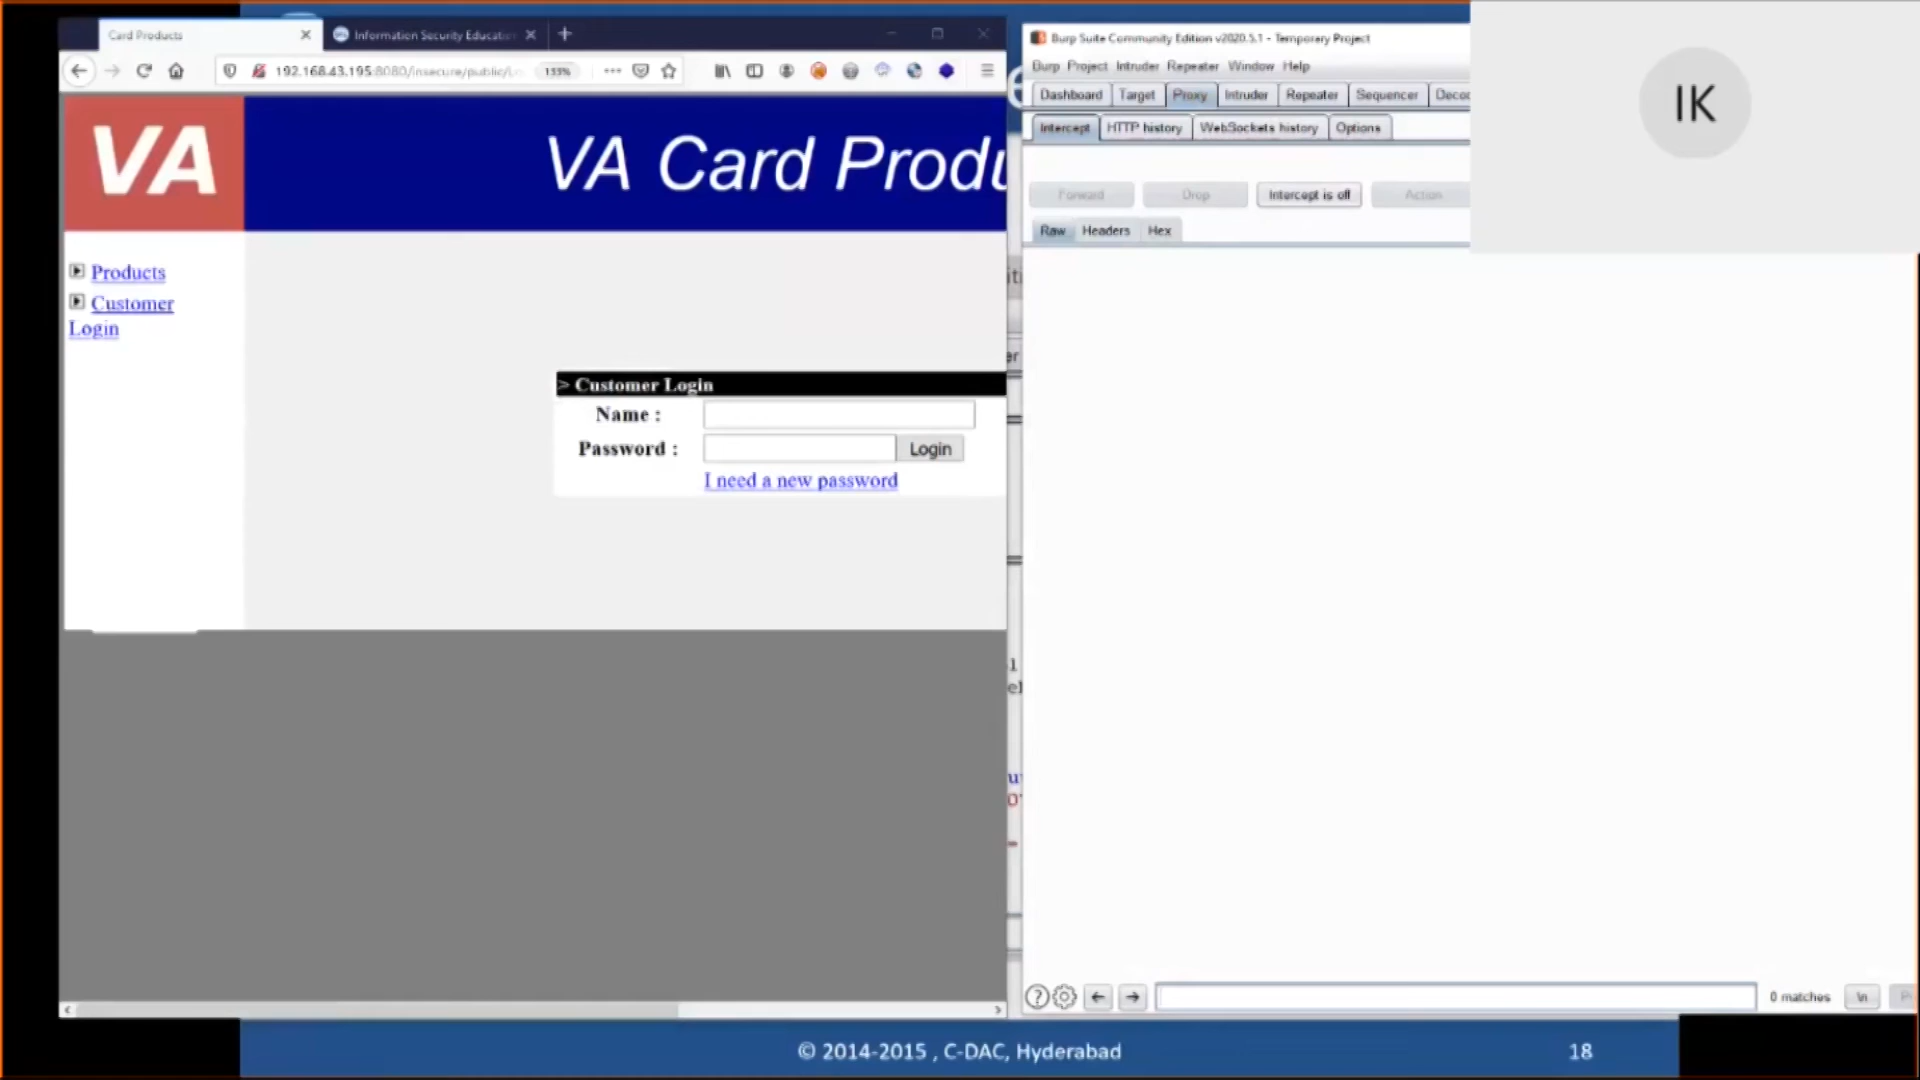 Card Products
Information Security Educatio
192.168.43.195:8080/insecure/public/Lo
133%
VA
VA Card Produ
Products
Customer
Login
> Customer Login
Name :
Password :
Login
I need a new password
Burp Suite Community Edition v2020.5.1 - Temporary Project
Burp Project Intruder Repeater Window Help
Dashboard Target Proxy Intruder Repeater Sequencer Decod
Intercept HTTP history WebSockets history Options
Forward Drop Intercept is off Action
Raw Headers Hex
IK
0 matches \n
© 2014-2015 , C-DAC, Hyderabad
18